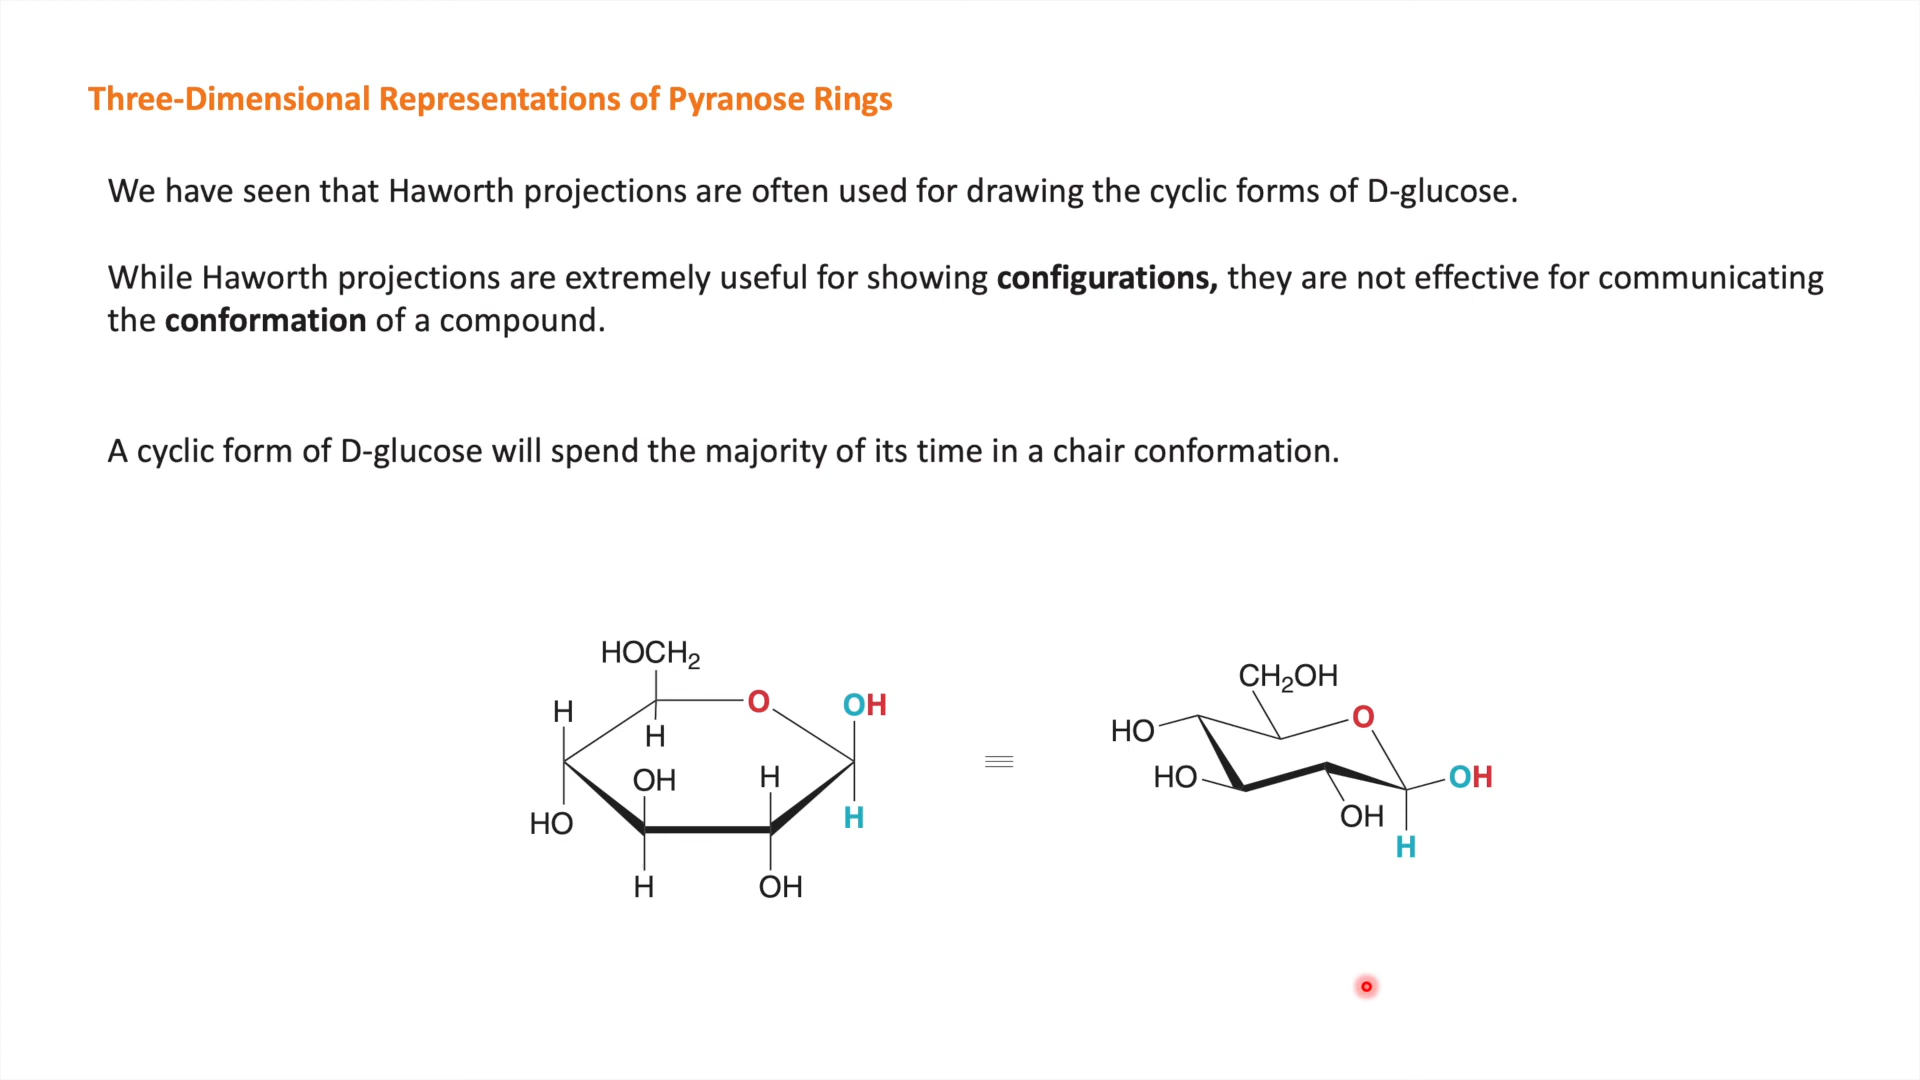 Three-Dimensional Representations of Pyranose Rings
We have seen that Haworth projections are often used for drawing the cyclic forms of D-glucose.
While Haworth projections are extremely useful for showing configurations, they are not effective for communicating
the conformation of a compound.
A cyclic form of D-glucose will spend the majority of its time in a chair conformation.
HOCH₂
H O OH
H
OH H
HO H
H OH
≡
CH₂OH
HO O
HO OH
OH
H